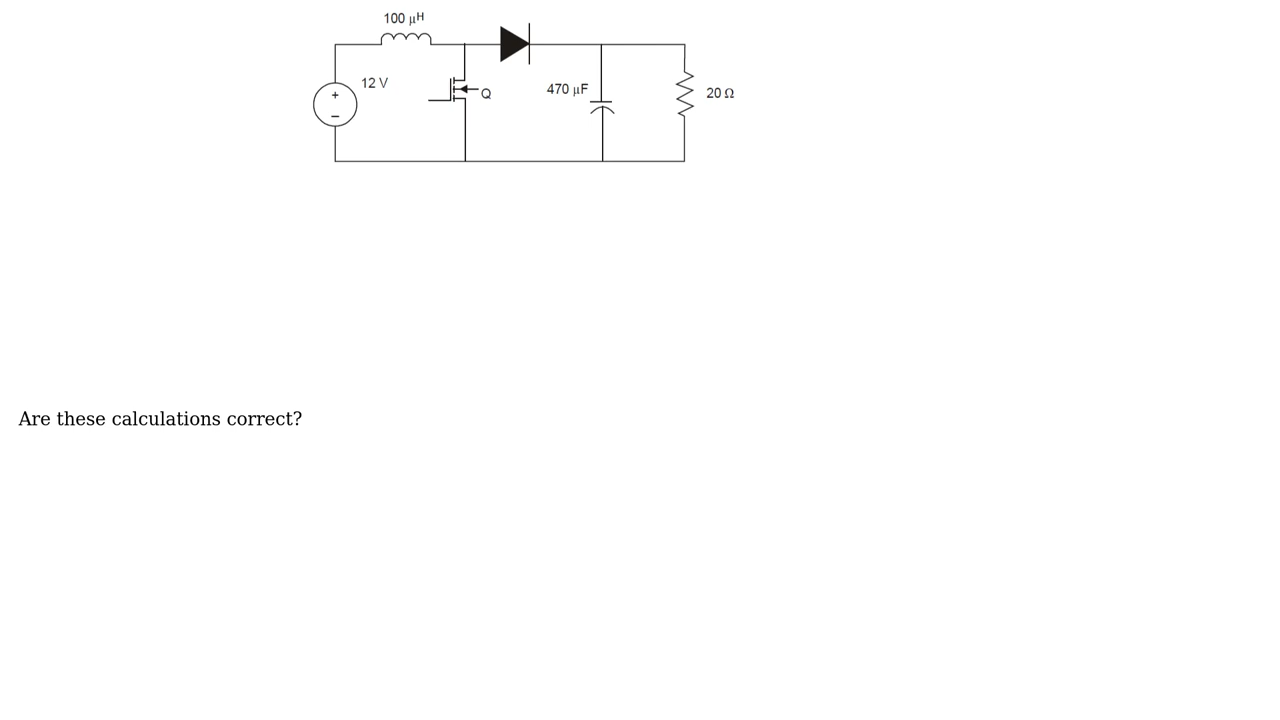 100 μH
12 V
+
−
Q
470 μF
20 Ω
Are these calculations correct?